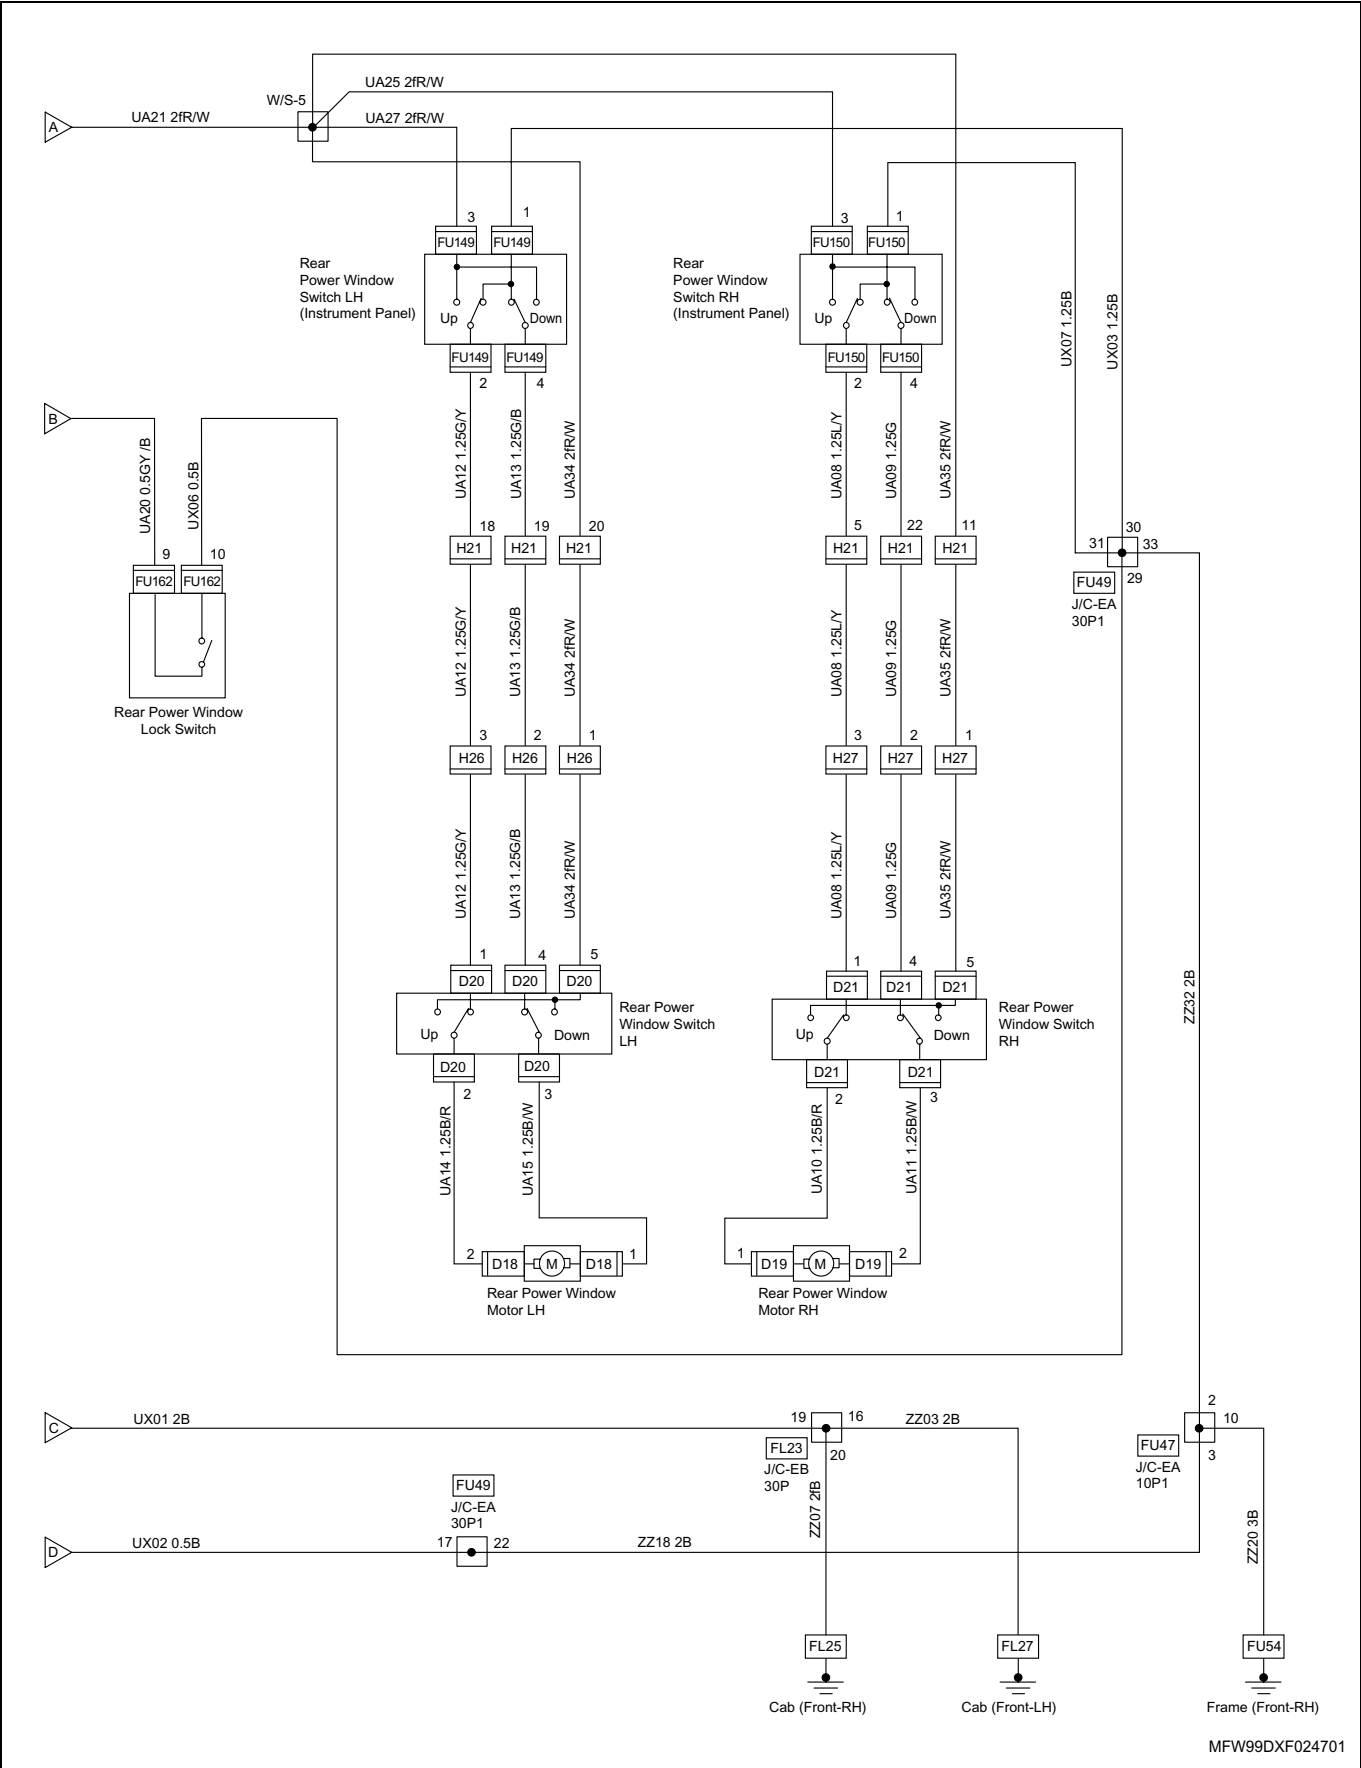 UA25 2fR/W
W/S-5
A
UA21 2fR/W
UA27 2fR/W
3
1
3
1
FU149
FU149
FU150
FU150
Rear
Power Window
Switch LH
(Instrument Panel)
Up
Down
Rear
Power Window
Switch RH
(Instrument Panel)
Up
Down
UX07 1.25B
UX03 1.25B
FU149
FU149
FU150
FU150
2
4
2
4
B
UA20 0.5GY /B
UX06 0.5B
UA12 1.25G/Y
UA13 1.25G/B
UA34 2fR/W
UA08 1.25L/Y
UA09 1.25G
UA35 2fR/W
18
19
20
5
22
11
30
H21
H21
H21
H21
H21
H21
31
33
9
10
FU162
FU162
FU49
29
J/C-EA
30P1
UA12 1.25G/Y
UA13 1.25G/B
UA34 2fR/W
UA08 1.25L/Y
UA09 1.25G
UA35 2fR/W
Rear Power Window
Lock Switch
3
2
1
3
2
1
H26
H26
H26
H27
H27
H27
UA12 1.25G/Y
UA13 1.25G/B
UA34 2fR/W
UA08 1.25L/Y
UA09 1.25G
UA35 2fR/W
1
4
5
1
4
5
D20
D20
D20
D21
D21
D21
Up
Down
Rear Power
Window Switch
LH
Up
Down
Rear Power
Window Switch
RH
ZZ32 2B
D20
D20
D21
D21
2
3
2
3
UA14 1.25B/R
UA15 1.25B/W
UA10 1.25B/R
UA11 1.25B/W
2
D18
M
D18
1
1
D19
M
D19
2
Rear Power Window
Motor LH
Rear Power Window
Motor RH
C
UX01 2B
19
16
ZZ03 2B
FL23
20
J/C-EB
30P
2
10
FU47
3
J/C-EA
10P1
FU49
J/C-EA
30P1
ZZ07 2fB
ZZ20 3B
D
UX02 0.5B
17
22
ZZ18 2B
FL25
FL27
FU54
Cab (Front-RH)
Cab (Front-LH)
Frame (Front-RH)
MFW99DXF024701